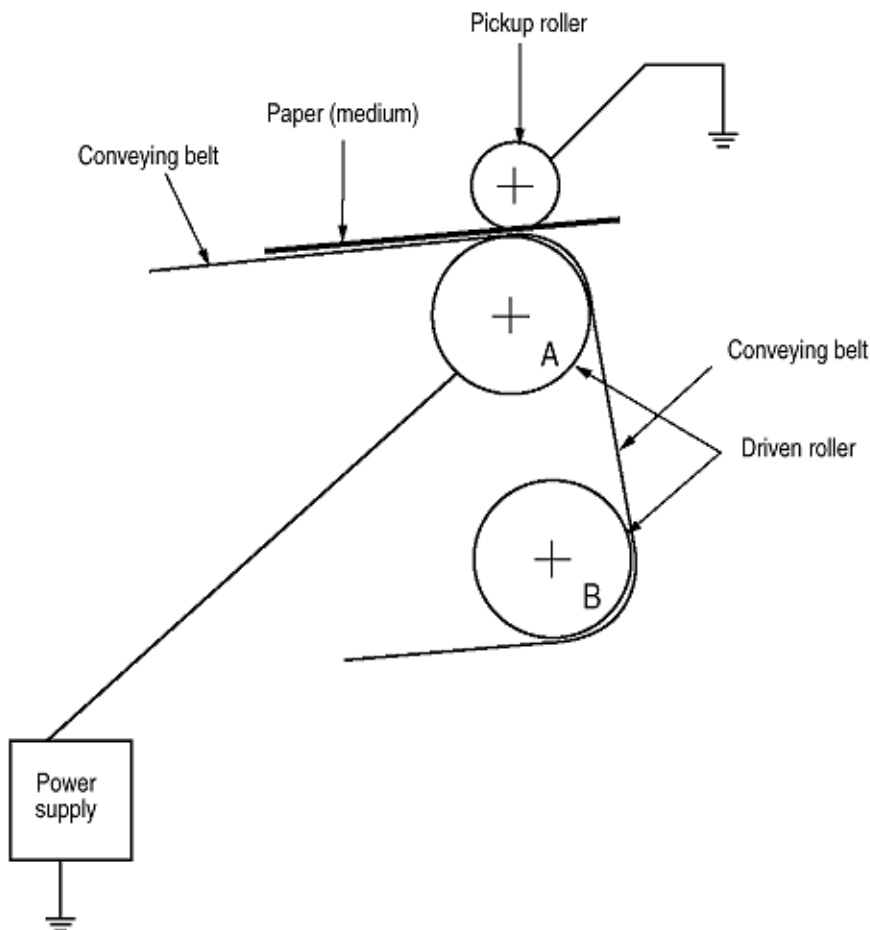 Pickup roller
Paper (medium)
Conveying belt
A
Conveying belt
Driven roller
B
Power
supply